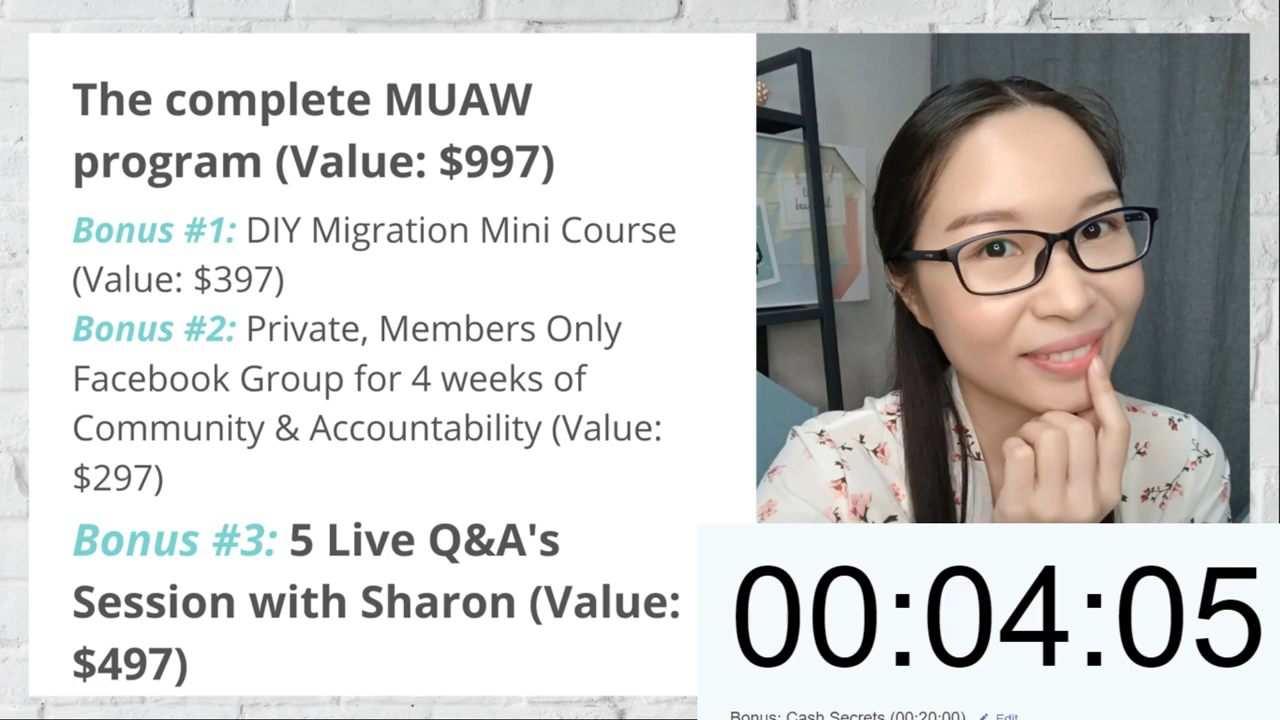 The complete MUAW
program (Value: $997)
Bonus #1: DIY Migration Mini Course
(Value: $397)
Bonus #2: Private, Members Only
Facebook Group for 4 weeks of
Community & Accountability (Value:
$297)
Bonus #3: 5 Live Q&A's
Session with Sharon (Value:
$497)
00:04:05
Bonus: Cash Secrets (00:20:00) Edit